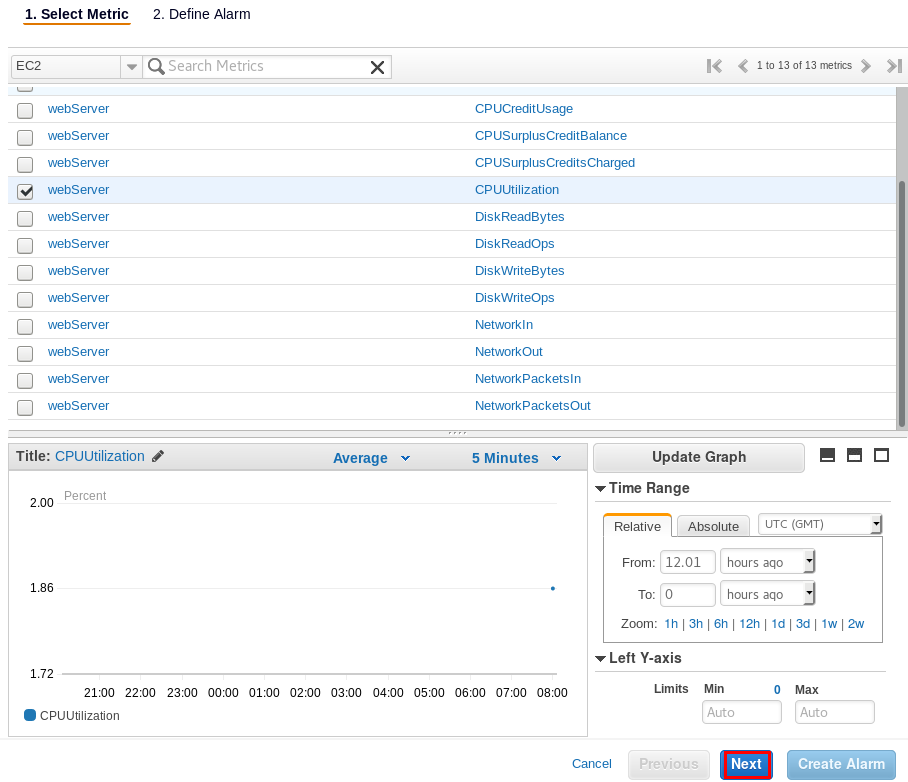 1. Select Metric 2. Define Alarm
EC2 Search Metrics 1 to 13 of 13 metrics
webServer CPUCreditUsage
webServer CPUSurplusCreditBalance
webServer CPUSurplusCreditsCharged
webServer CPUUtilization
webServer DiskReadBytes
webServer DiskReadOps
webServer DiskWriteBytes
webServer DiskWriteOps
webServer NetworkIn
webServer NetworkOut
webServer NetworkPacketsIn
webServer NetworkPacketsOut
Title: CPUUtilization Average 5 Minutes
Percent
2.00
1.86
1.72
21:00 22:00 23:00 00:00 01:00 02:00 03:00 04:00 05:00 06:00 07:00 08:00
CPUUtilization
Update Graph
Time Range
Relative Absolute UTC (GMT)
From: 12.01 hours ago
To: 0 hours ago
Zoom: 1h | 3h | 6h | 12h | 1d | 3d | 1w | 2w
Left Y-axis
Limits Min 0 Max
Auto Auto
Cancel Previous Next Create Alarm